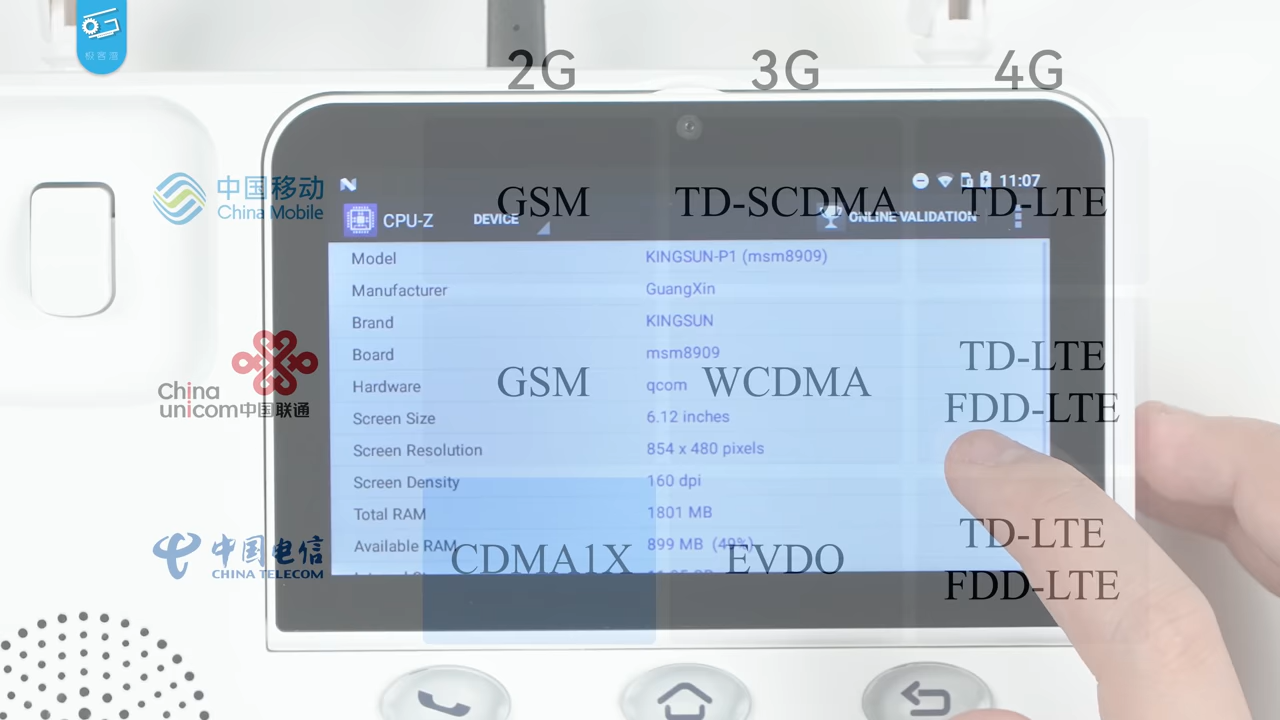 极客湾
2G 3G 4G
N 11:07
中国移动
China Mobile
GSM TD-SCDMA TD-LTE
CPU-Z DEVICE ONLINE VALIDATION
Model KINGSUN-P1 (msm8909)
Manufacturer GuangXin
Brand KINGSUN
Board msm8909
Hardware qcom
Screen Size 6.12 inches
Screen Resolution 854 x 480 pixels
Screen Density 160 dpi
Total RAM 1801 MB
Available RAM 899 MB (49%)
China
unicom中国联通
GSM WCDMA TD-LTE
FDD-LTE
中国电信
CHINA TELECOM
CDMA1X EVDO TD-LTE
FDD-LTE